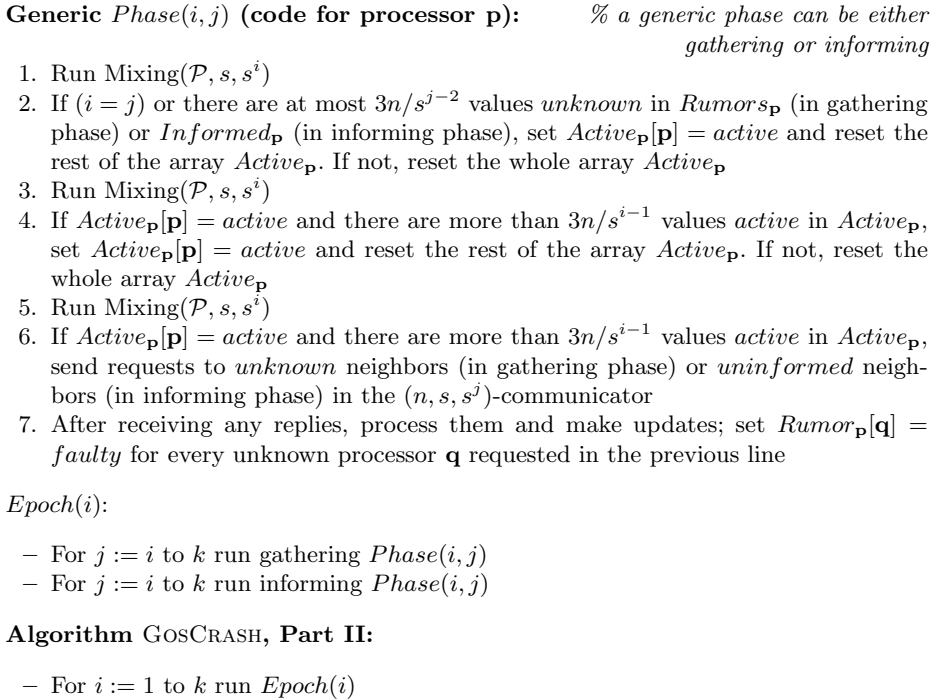 Generic Phase(i, j) (code for processor p): % a generic phase can be either
gathering or informing
1. Run Mixing(𝒫, s, s^i)
2. If (i = j) or there are at most 3n/s^{j−2} values unknown in Rumors_p (in gathering
phase) or Informed_p (in informing phase), set Active_p[p] = active and reset the
rest of the array Active_p. If not, reset the whole array Active_p
3. Run Mixing(𝒫, s, s^i)
4. If Active_p[p] = active and there are more than 3n/s^{i−1} values active in Active_p,
set Active_p[p] = active and reset the rest of the array Active_p. If not, reset the
whole array Active_p
5. Run Mixing(𝒫, s, s^i)
6. If Active_p[p] = active and there are more than 3n/s^{i−1} values active in Active_p,
send requests to unknown neighbors (in gathering phase) or uninformed neigh-
bors (in informing phase) in the (n, s, s^j)-communicator
7. After receiving any replies, process them and make updates; set Rumor_p[q] =
faulty for every unknown processor q requested in the previous line
Epoch(i):
– For j := i to k run gathering Phase(i, j)
– For j := i to k run informing Phase(i, j)
Algorithm GosCrash, Part II:
– For i := 1 to k run Epoch(i)